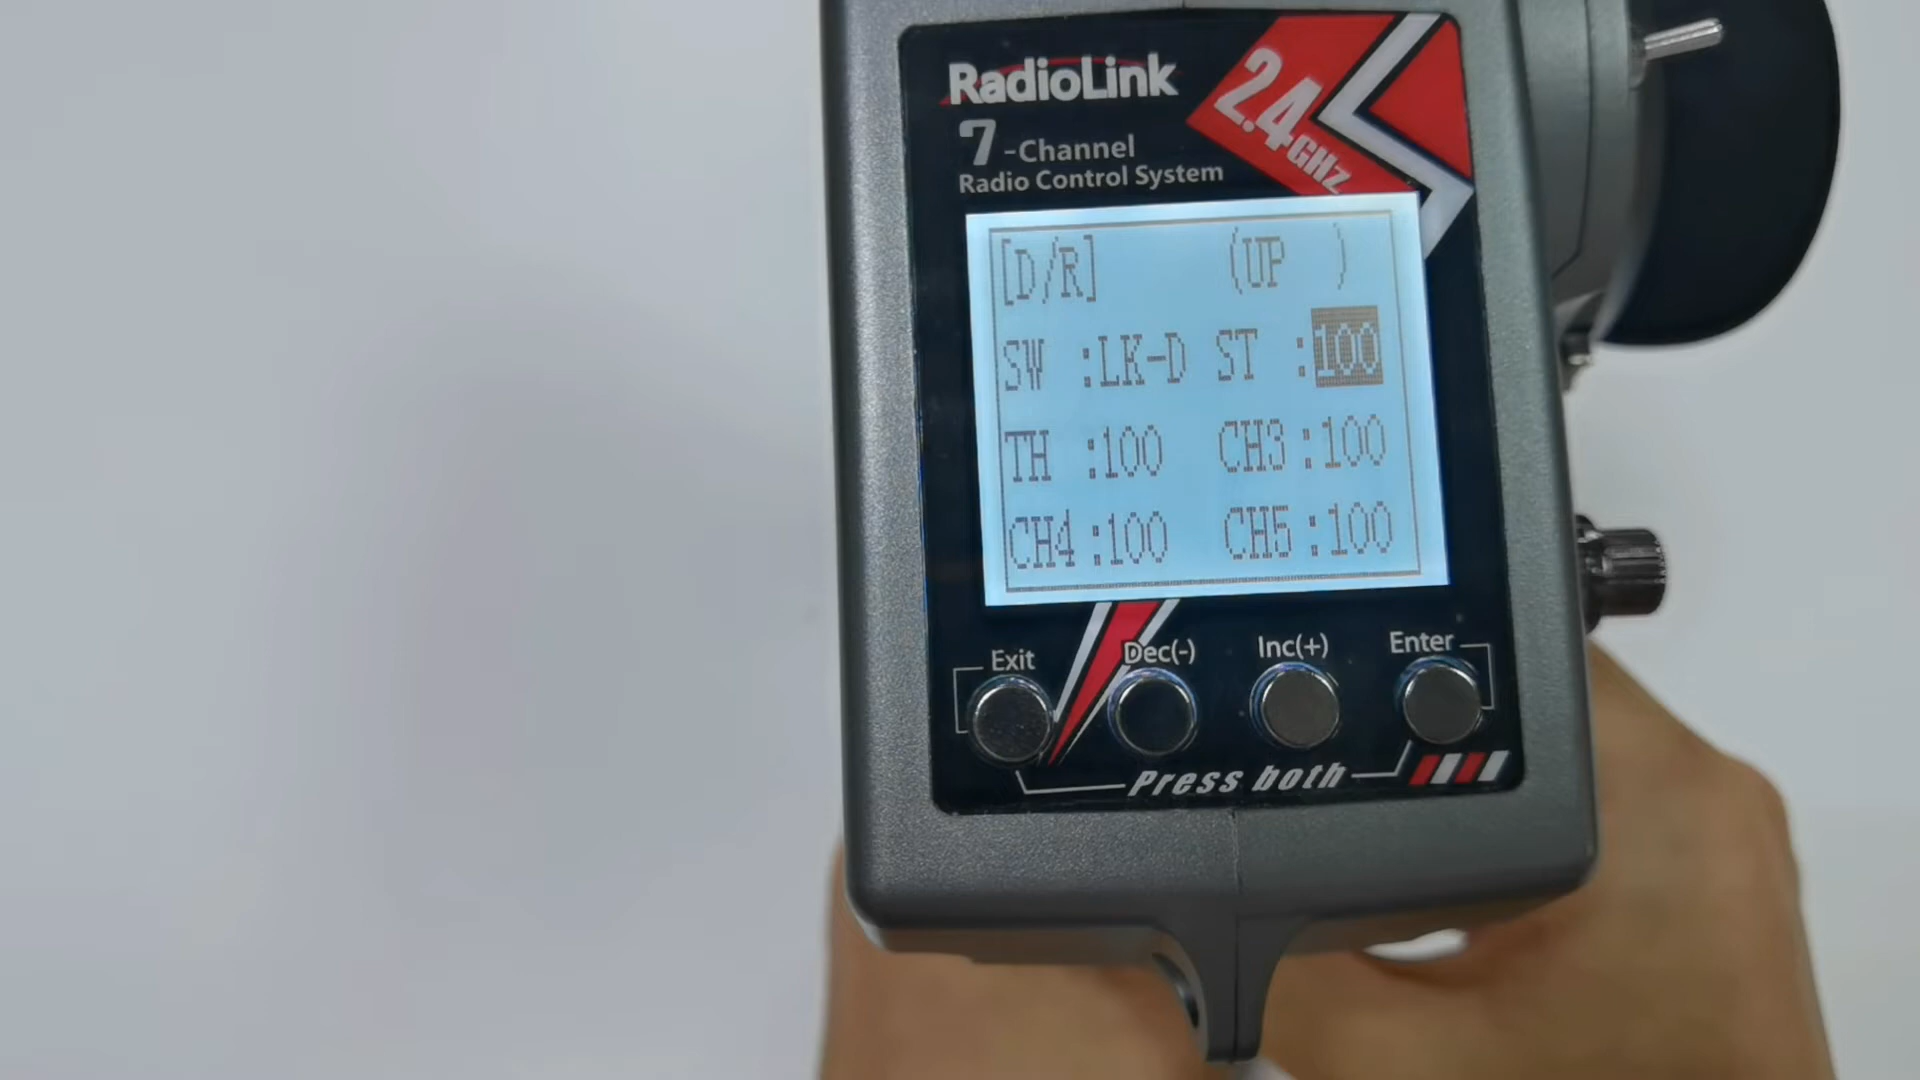 RadioLink
7-Channel
Radio Control System
2.4GHz
[D/R] (UP )
SW :LK-D ST :100
TH :100 CH3:100
CH4:100 CH5:100
Exit Dec(-) Inc(+) Enter
Press both